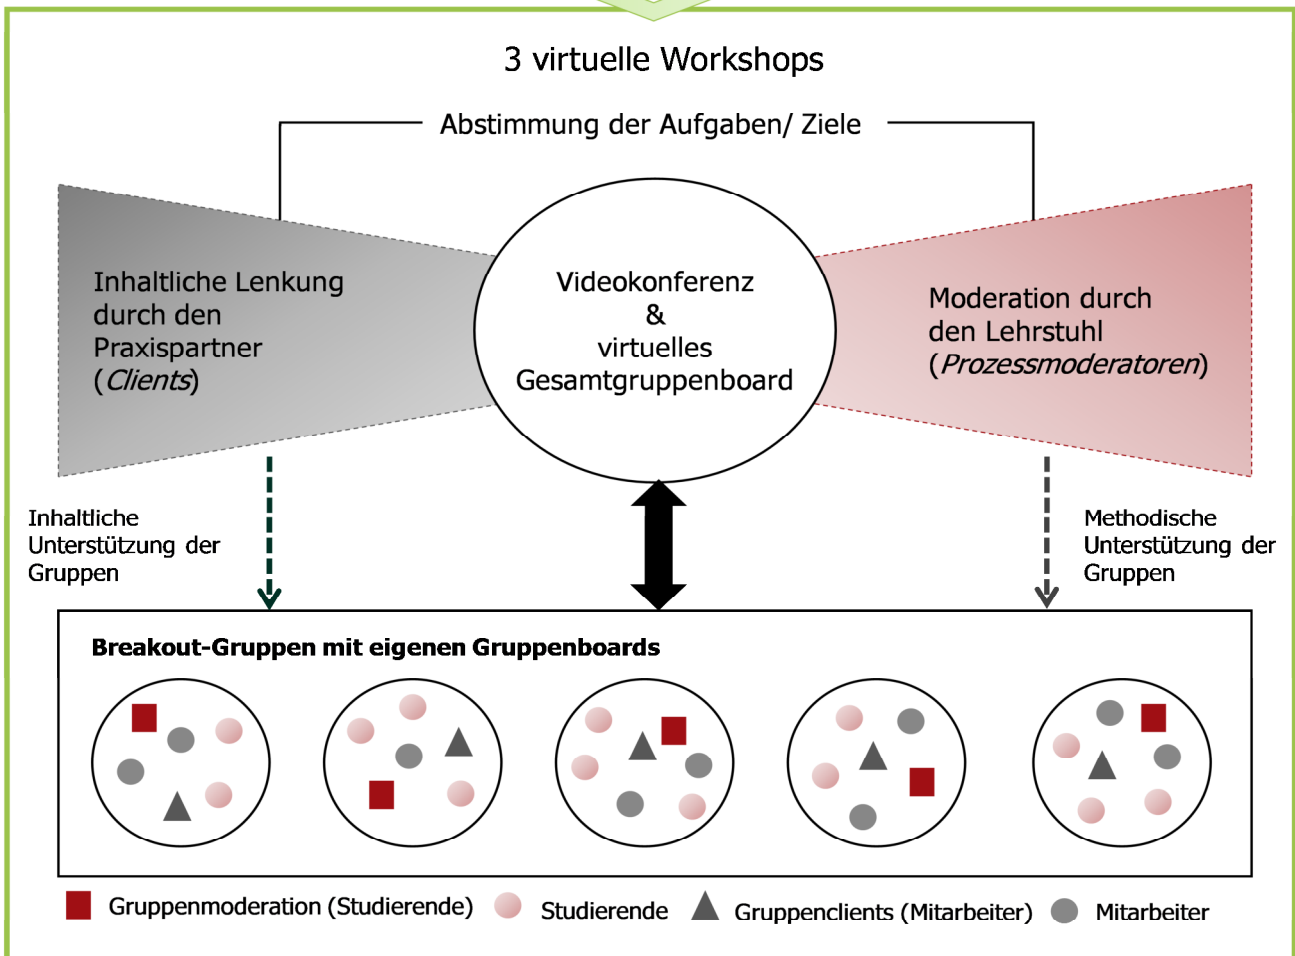 3 virtuelle Workshops
Abstimmung der Aufgaben/ Ziele
Inhaltliche Lenkung
durch den
Praxispartner
(Clients)
Videokonferenz
&
virtuelles
Gesamtgruppenboard
Moderation durch
den Lehrstuhl
(Prozessmoderatoren)
Inhaltliche
Unterstützung der
Gruppen
Methodische
Unterstützung der
Gruppen
Breakout-Gruppen mit eigenen Gruppenboards
Gruppenmoderation (Studierende)
Studierende
Gruppenclients (Mitarbeiter)
Mitarbeiter